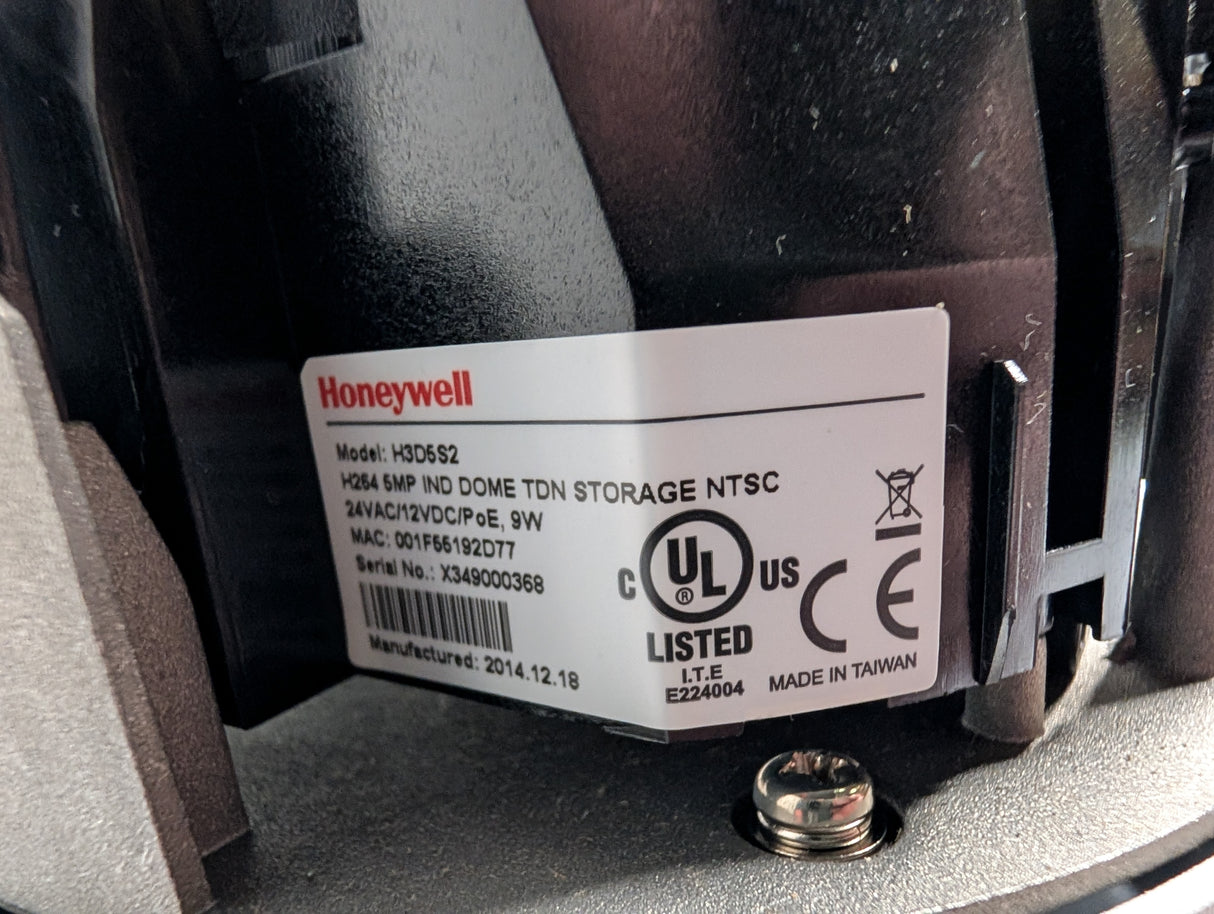 Honeywell
Model: H3D5S2
H264 5MP IND DOME TDN STORAGE NTSC
24VAC/12VDC/PoE, 9W
MAC: 001F55192D77
Serial No.: X349000368
Manufactured: 2014.12.18
C UL US
®
LISTED
I.T.E
E224004
CE
MADE IN TAIWAN